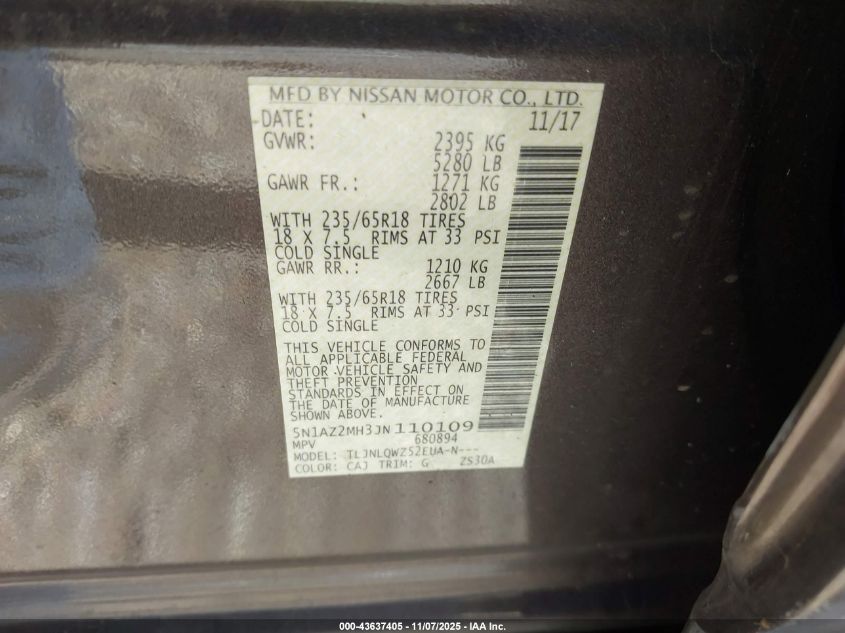 MFD BY NISSAN MOTOR CO., LTD.
DATE: 11/17
GVWR: 2395 KG
5280 LB
GAWR FR.: 1271 KG
2802 LB
WITH 235/65R18 TIRES
18 X 7.5 RIMS AT 33 PSI
COLD SINGLE
GAWR RR.: 1210 KG
2667 LB
WITH 235/65R18 TIRES
18 X 7.5 RIMS AT 33 PSI
COLD SINGLE
THIS VEHICLE CONFORMS TO
ALL APPLICABLE FEDERAL
MOTOR VEHICLE SAFETY AND
THEFT PREVENTION
STANDARDS IN EFFECT ON
THE DATE OF MANUFACTURE
SHOWN ABOVE.
5N1AZ2MH3JN110109
MPV 680894
MODEL: TLJNLQWZ52EUA-N---
COLOR: CAJ TRIM: G ZS30A
000-43637405 - 11/07/2025 - IAA Inc.